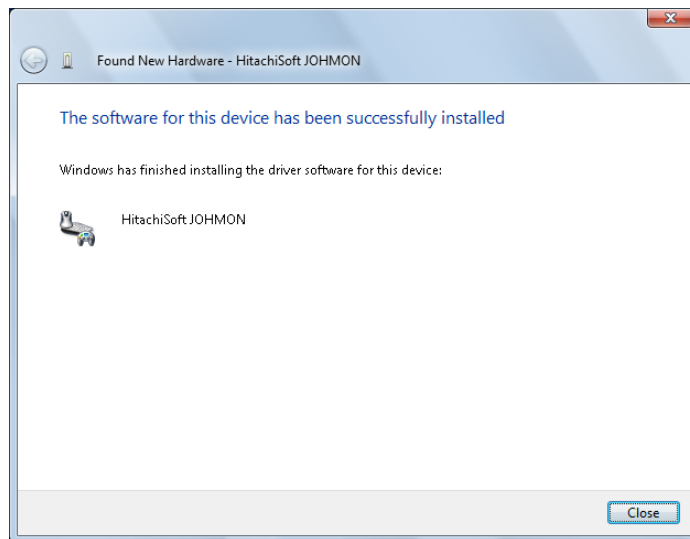 Found New Hardware - HitachiSoft JOHMON
The software for this device has been successfully installed
Windows has finished installing the driver software for this device:
HitachiSoft JOHMON
Close